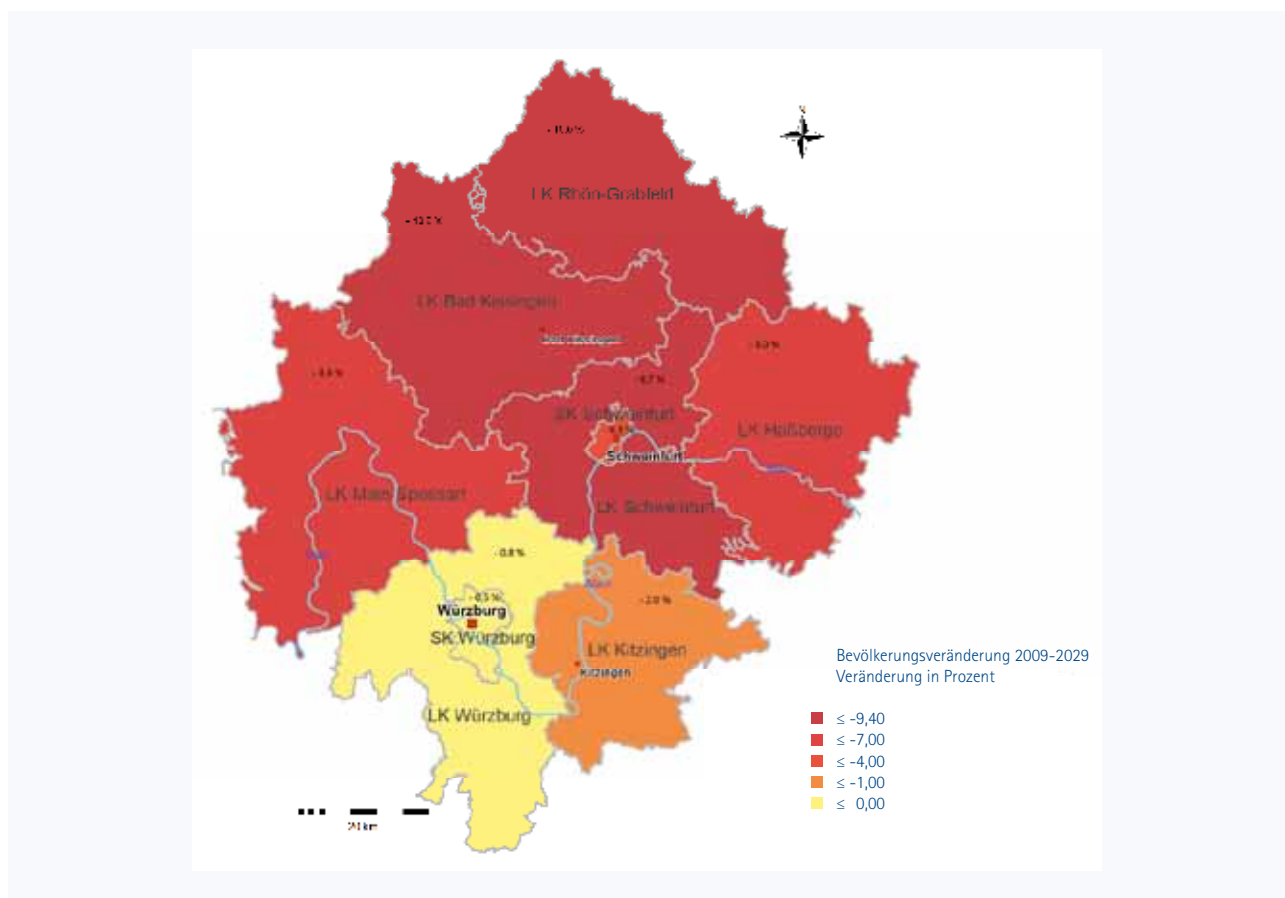 N
LK Rhön-Grabfeld
LK Bad Kissingen
SK Schweinfurt
Schweinfurt
LK Haßberge
LK Main Spessart
LK Schweinfurt
- 0,8 %
- 2,0 %
Würzburg
SK Würzburg
LK Kitzingen
Kitzingen
LK Würzburg
20 km
Bevölkerungsveränderung 2009-2029
Veränderung in Prozent
≤ -9,40
≤ -7,00
≤ -4,00
≤ -1,00
≤ 0,00